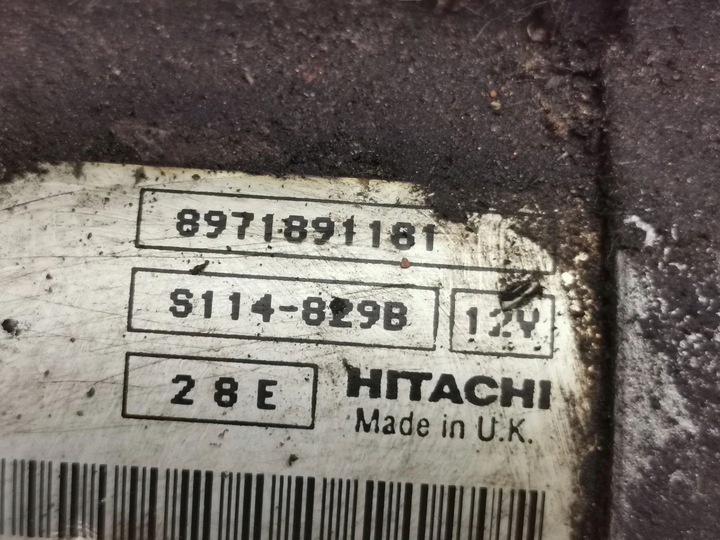 8971891181
S114-829B 12V
28E HITACHI
Made in U.K.